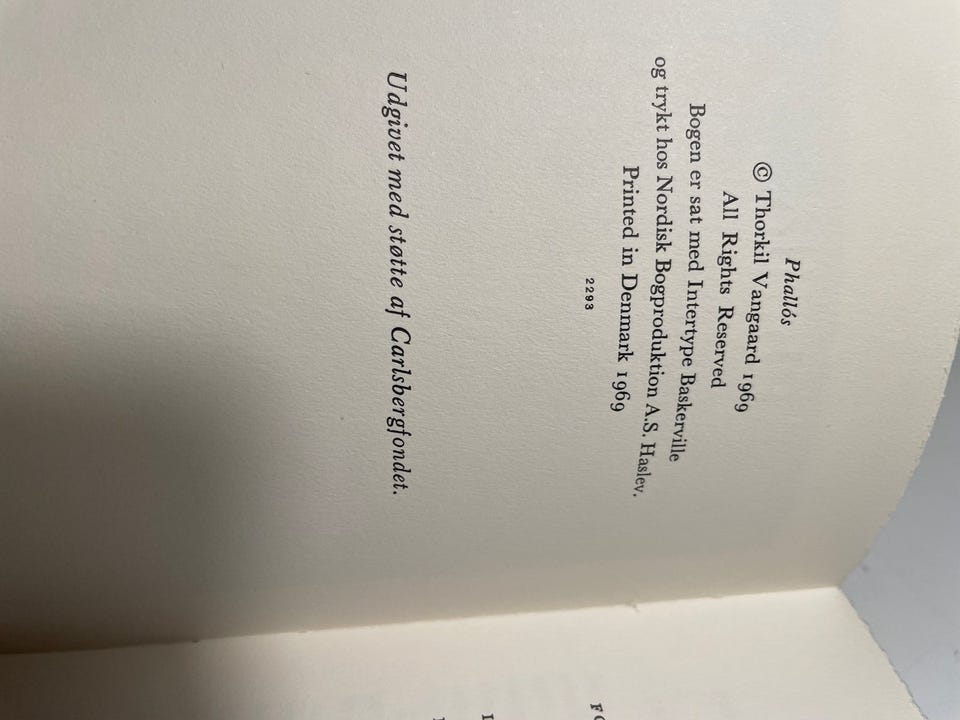 Phallós
© Thorkil Vangaard 1969
All Rights Reserved
Bogen er sat med Intertype Baskerville
og trykt hos Nordisk Bogproduktion A.S. Haslev.
Printed in Denmark 1969
2293
Udgivet med støtte af Carlsbergfondet.